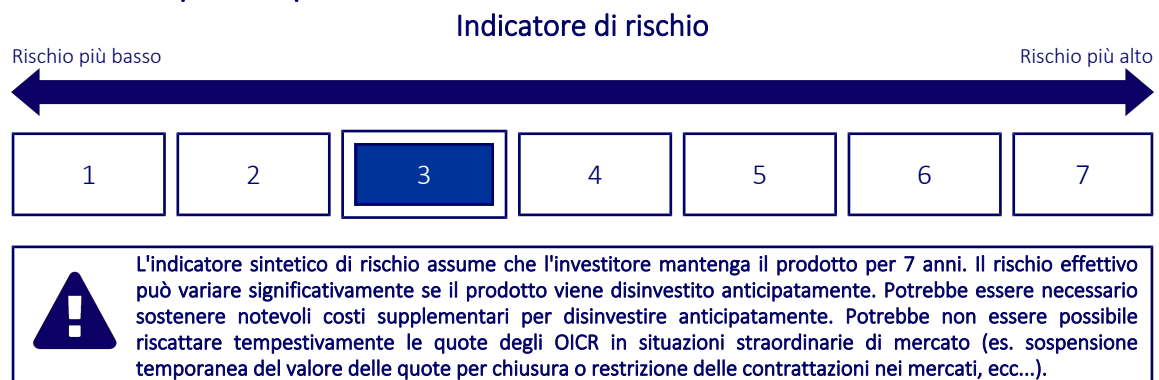 Indicatore di rischio
Rischio più basso
Rischio più alto
1 2 3 4 5 6 7
L'indicatore sintetico di rischio assume che l'investitore mantenga il prodotto per 7 anni. Il rischio effettivo
può variare significativamente se il prodotto viene disinvestito anticipatamente. Potrebbe essere necessario
sostenere notevoli costi supplementari per disinvestire anticipatamente. Potrebbe non essere possibile
riscattare tempestivamente le quote degli OICR in situazioni straordinarie di mercato (es. sospensione
temporanea del valore delle quote per chiusura o restrizione delle contrattazioni nei mercati, ecc...).